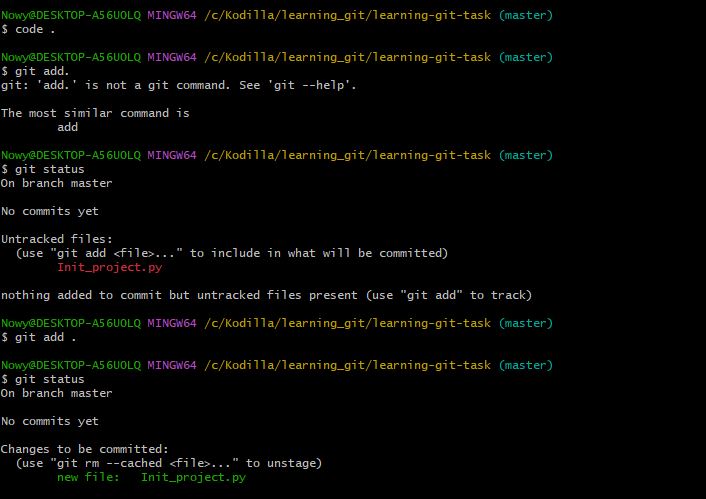 Nowy@DESKTOP-A56UOLQ MINGW64 /c/Kodilla/learning_git/learning-git-task (master)
$ code .
Nowy@DESKTOP-A56UOLQ MINGW64 /c/Kodilla/learning_git/learning-git-task (master)
$ git add.
git: 'add.' is not a git command. See 'git --help'.
The most similar command is
add
Nowy@DESKTOP-A56UOLQ MINGW64 /c/Kodilla/learning_git/learning-git-task (master)
$ git status
On branch master
No commits yet
Untracked files:
(use "git add <file>..." to include in what will be committed)
Init_project.py
nothing added to commit but untracked files present (use "git add" to track)
Nowy@DESKTOP-A56UOLQ MINGW64 /c/Kodilla/learning_git/learning-git-task (master)
$ git add .
Nowy@DESKTOP-A56UOLQ MINGW64 /c/Kodilla/learning_git/learning-git-task (master)
$ git status
On branch master
No commits yet
Changes to be committed:
(use "git rm --cached <file>..." to unstage)
new file:   Init_project.py